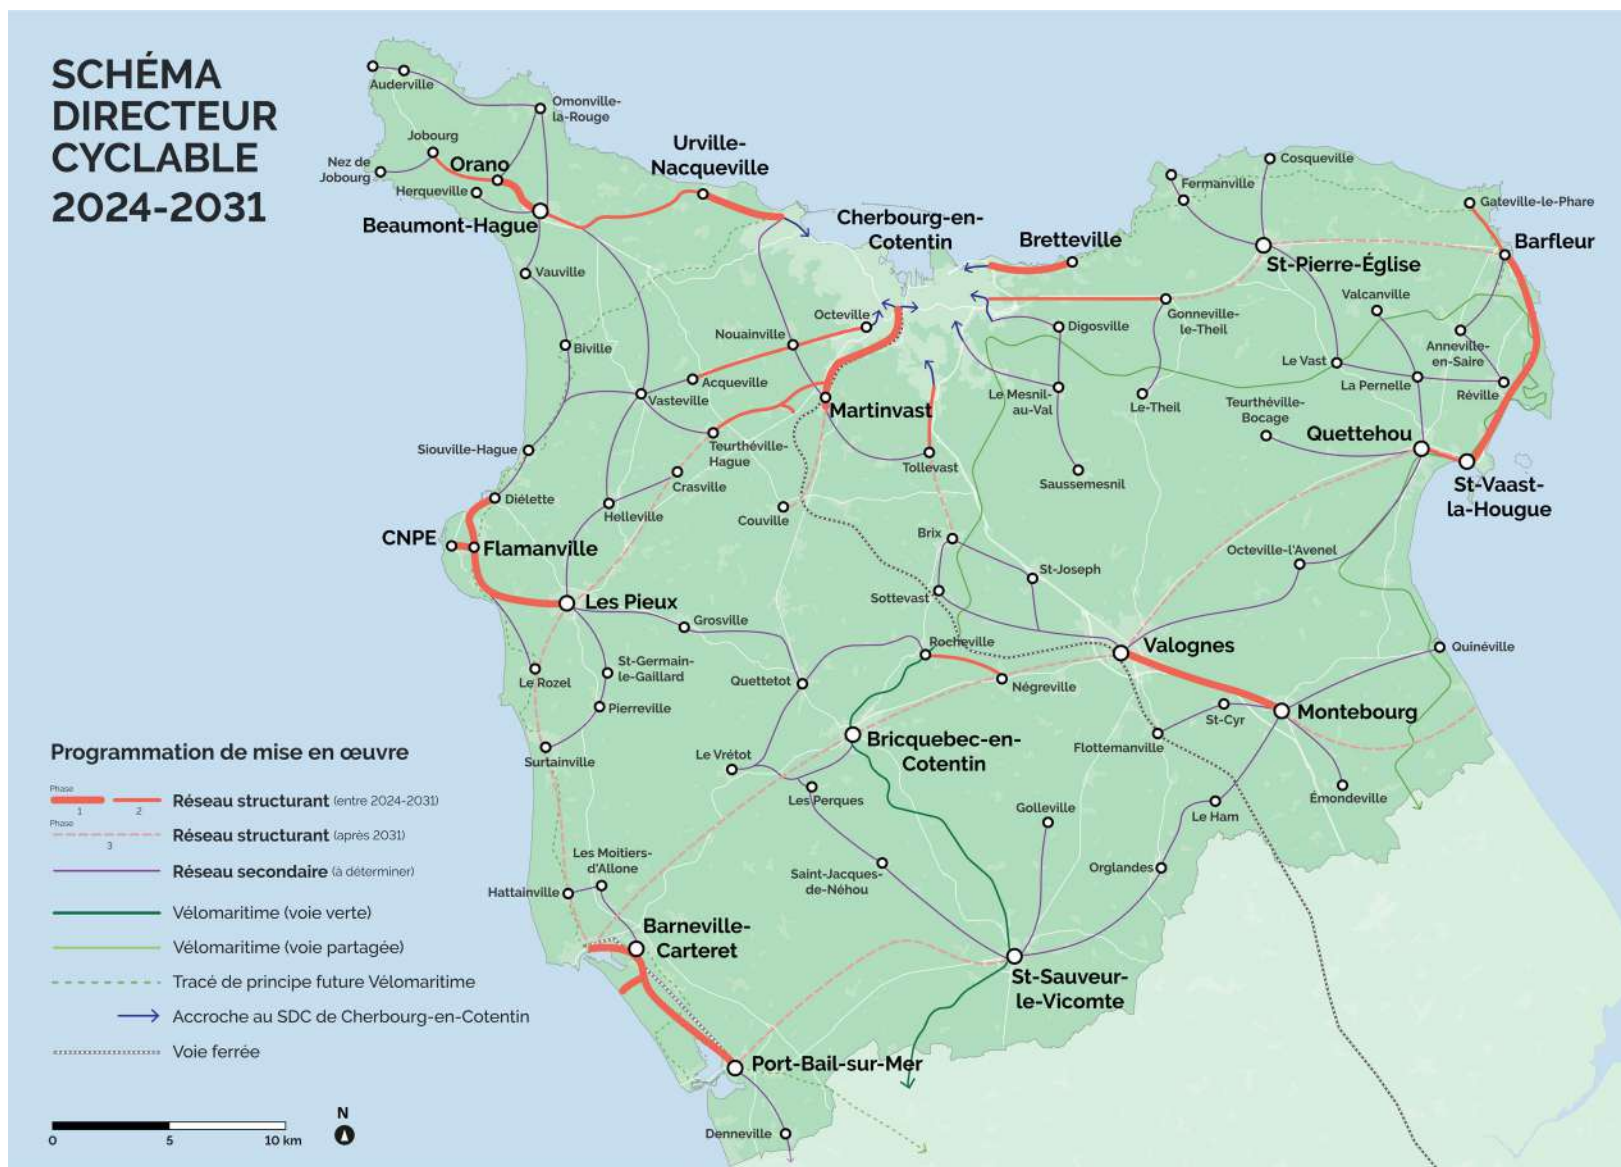 SCHÉMA
DIRECTEUR
CYCLABLE
2024-2031
Auderville
Omonville-
la-Rouge
Jobourg
Nez de
Jobourg
Orano
Herqueville
Beaumont-Hague
Urville-
Nacqueville
Cherbourg-en-
Cotentin
Bretteville
Fermanville
Cosqueville
Gateville-le-Phare
Barfleur
St-Pierre-Église
Vauville
Valcanville
Octeville
Nouainville
Digosville
Gonneville-
le-Theil
Anneville-
en-Saire
Biville
Le Vast
La Pernelle
Réville
Acqueville
Vasteville
Martinvast
Le Mesnil-
au-Val
Le-Theil
Teurthéville-
Bocage
Quettehou
Teurthéville-
Hague
Siouville-Hague
Crasville
Tollevast
Saussemesnil
St-Vaast-
la-Hougue
Diélette
Helleville
Couville
CNPE
Flamanville
Brix
Octeville-l'Avenel
St-Joseph
Les Pieux
Sottevast
Grosville
Rocheville
Valognes
Quinéville
St-Germain-
le-Gaillard
Le Rozel
Quettetot
Négreville
Pierreville
St-Cyr
Montebourg
Bricquebec-en-
Cotentin
Flottemanville
Le Vrétot
Surtainville
Les Perques
Golleville
Émondeville
Le Ham
Les Moitiers-
d'Allone
Saint-Jacques-
de-Néhou
Orglandes
Hattainville
Barneville-
Carteret
St-Sauveur-
le-Vicomte
Port-Bail-sur-Mer
Denneville
Programmation de mise en œuvre
Phase
1 2
Réseau structurant (entre 2024-2031)
Phase
3
Réseau structurant (après 2031)
Réseau secondaire (à déterminer)
Vélomaritime (voie verte)
Vélomaritime (voie partagée)
Tracé de principe future Vélomaritime
Accroche au SDC de Cherbourg-en-Cotentin
Voie ferrée
0 5 10 km
N